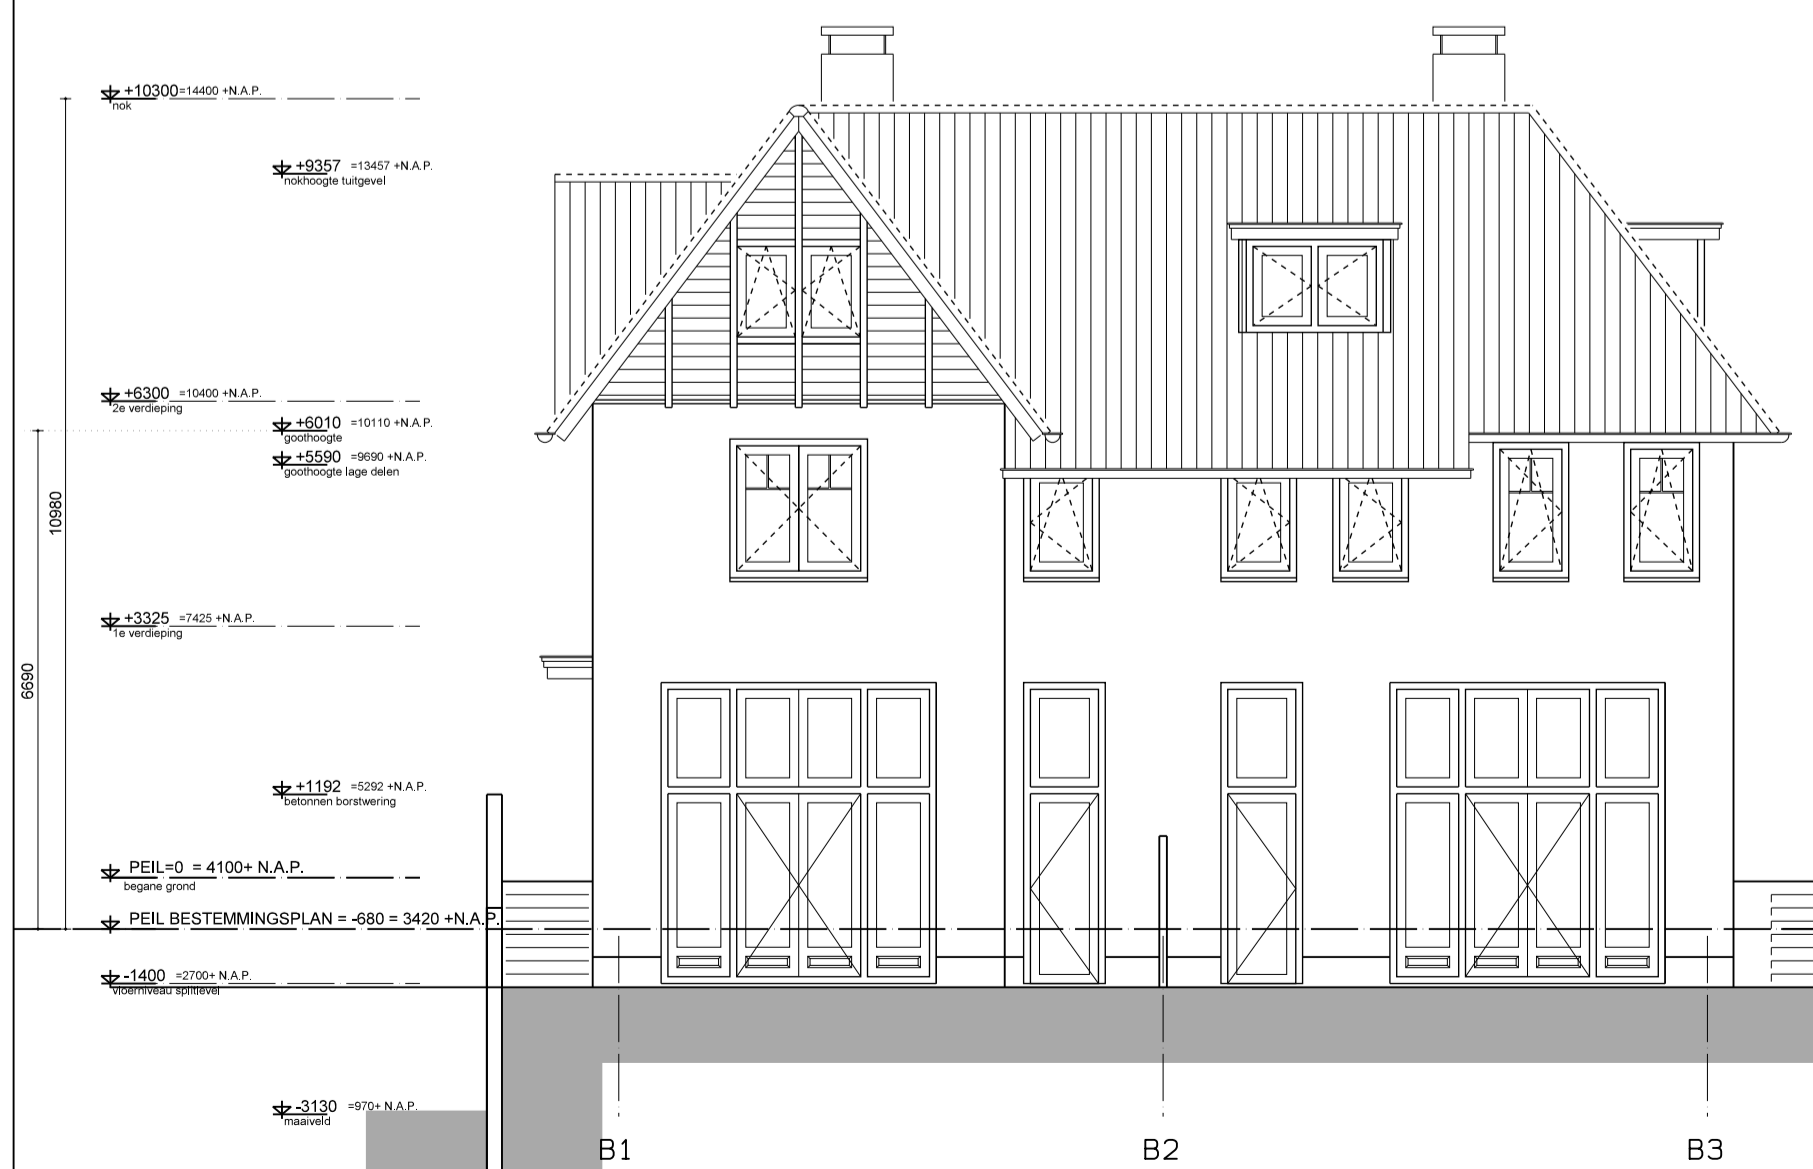 +10300=14400 +N.A.P.
nok
+9357 =13457 +N.A.P.
nokhoogte tuitgevel
+6300 =10400 +N.A.P.
2e verdieping
+6010 =10110 +N.A.P.
goothoogte
+5590 =9690 +N.A.P.
goothoogte lage delen
10980
+3325 =7425 +N.A.P.
1e verdieping
6690
+1192 =5292 +N.A.P.
betonnen borstwering
PEIL=0 = 4100+ N.A.P.
begane grond
PEIL BESTEMMINGSPLAN = -680 = 3420 +N.A.P.
-1400 =2700+ N.A.P.
vloerniveau splitlevel
-3130 =970+ N.A.P.
maaiveld
B1 B2 B3